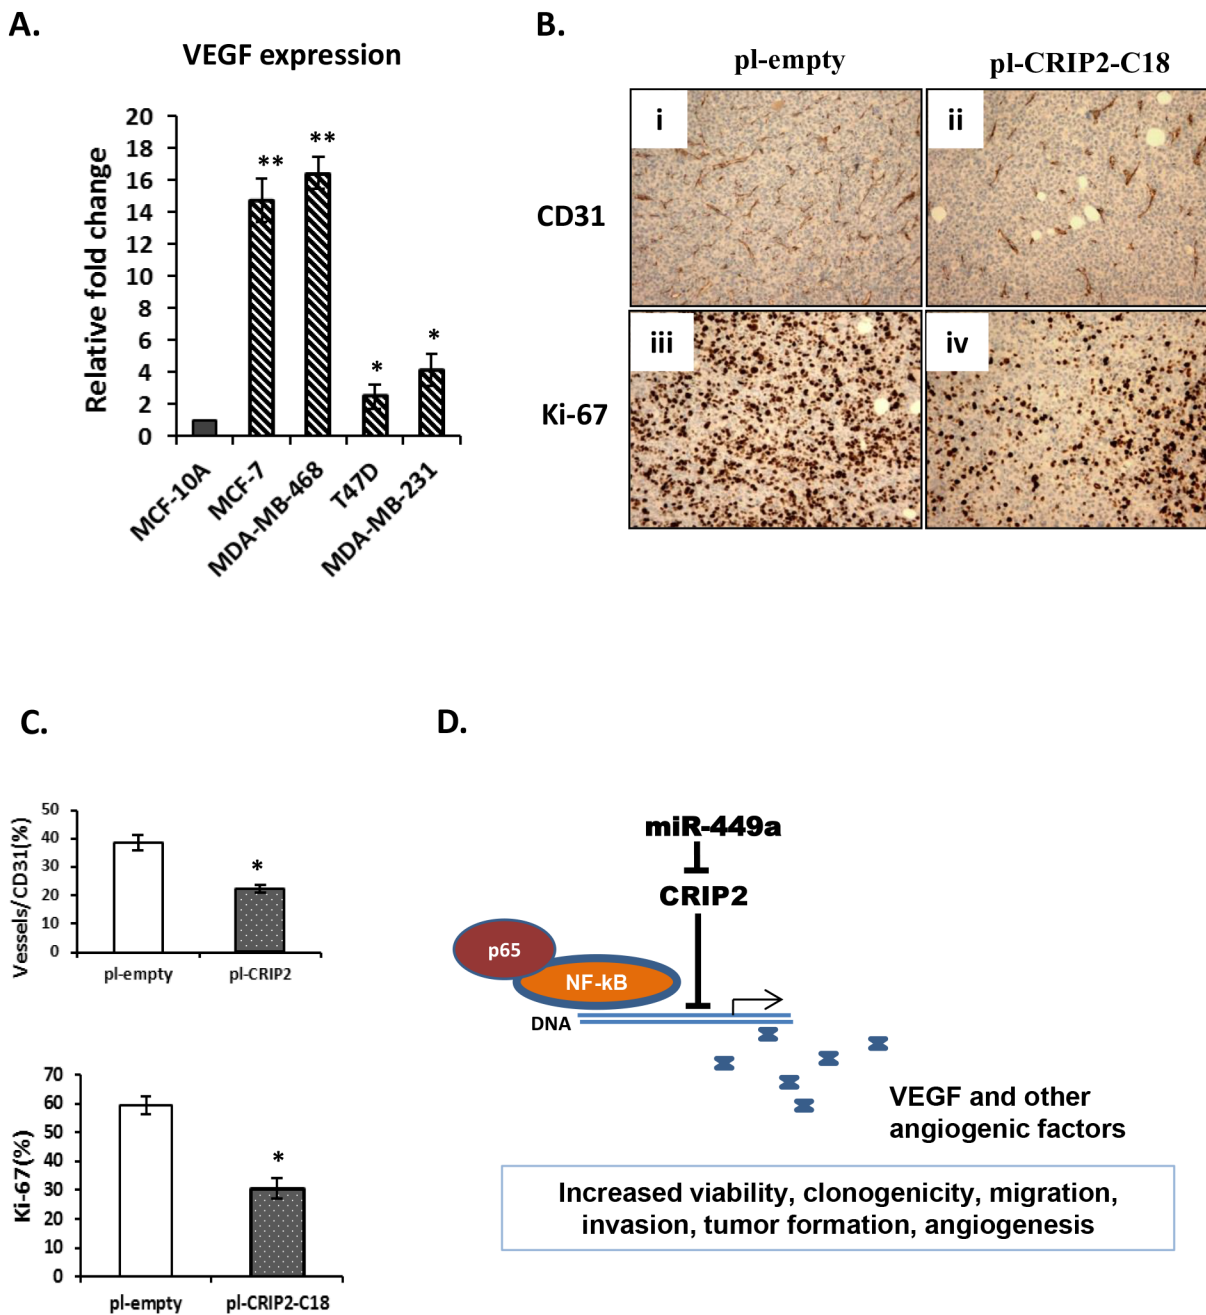 A.
VEGF expression
Relative fold change
20
18
16
14
12
10
8
6
4
2
0
**
**
*
*
MCF-10A
MCF-7
MDA-MB-468
T47D
MDA-MB-231
B.
pl-empty
pl-CRIP2-C18
CD31
i
ii
Ki-67
iii
iv
C.
Vessels/CD31(%)
50
40
30
20
10
0
*
pl-empty
pl-CRIP2
Ki-67(%)
70
60
50
40
30
20
10
0
*
pl-empty
pl-CRIP2-C18
D.
miR-449a
CRIP2
p65
NF-kB
DNA
VEGF and other
angiogenic factors
Increased viability, clonogenicity, migration,
invasion, tumor formation, angiogenesis